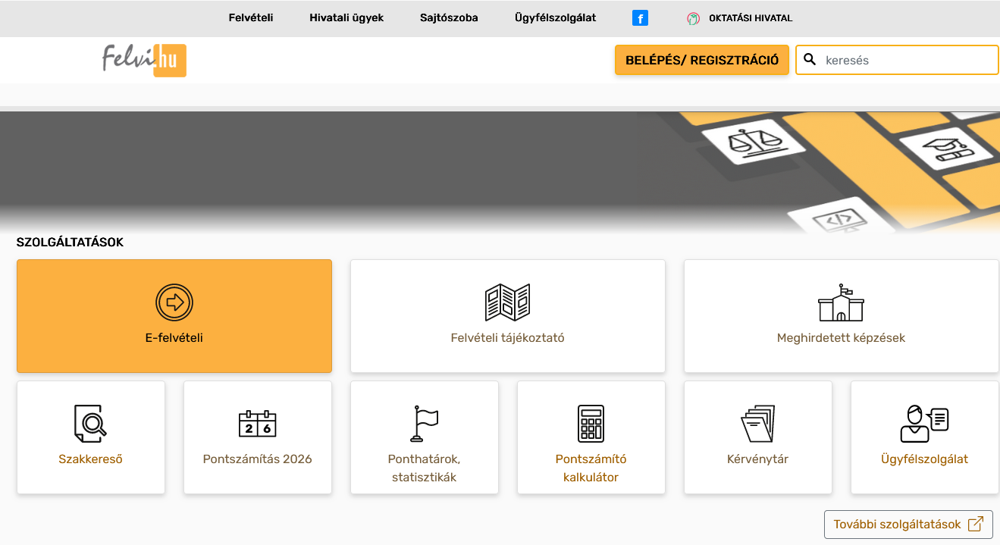 Felvételi Hivatali ügyek Sajtószoba Ügyfélszolgálat f OKTATÁSI HIVATAL
Felvi.hu BELÉPÉS/ REGISZTRÁCIÓ keresés
SZOLGÁLTATÁSOK
E-felvételi Felvételi tájékoztató Meghirdetett képzések
2 6
Szakkereső Pontszámítás 2026 Ponthatárok, Pontszámító Kérvénytár Ügyfélszolgálat
statisztikák kalkulátor
További szolgáltatások